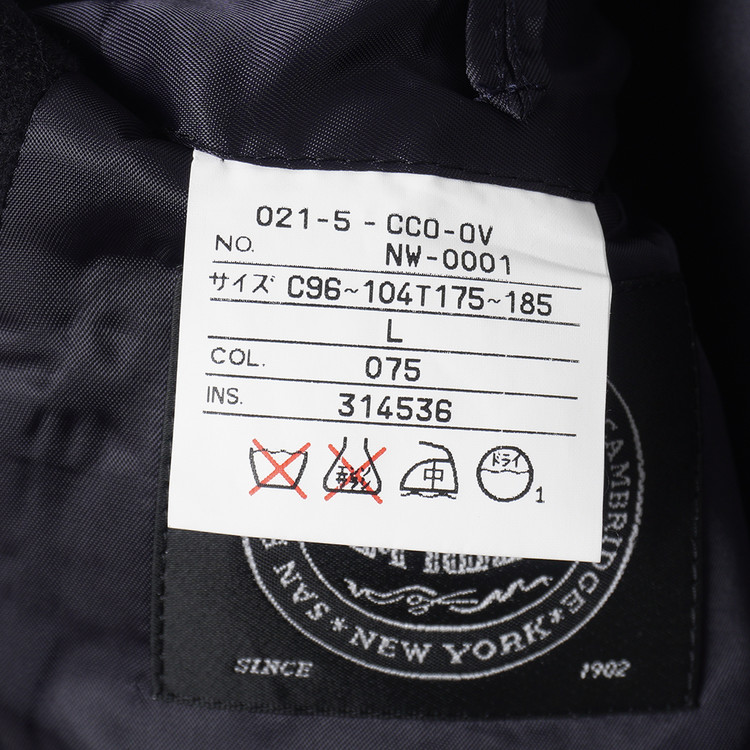 021-5 - CCO-OV
NO. NW-0001
サイズ C96~104T175~185
L
COL. 075
INS. 314536
中
ドライ
1
CAMBRIDGE * NEW YORK * SAN
SINCE 1902